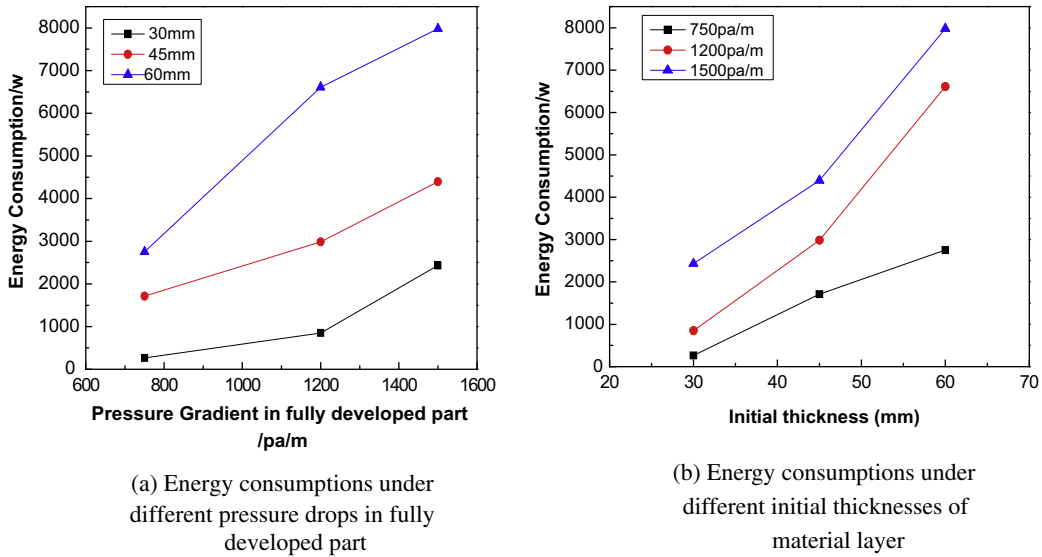 8000
7000
6000
5000
4000
3000
2000
1000
0
Energy Consumption/w
30mm
45mm
60mm
600
800
1000
1200
1400
1600
Pressure Gradient in fully developed part
/pa/m
(a) Energy consumptions under
different pressure drops in fully
developed part
8000
7000
6000
5000
4000
3000
2000
1000
0
Energy Consumption/w
750pa/m
1200pa/m
1500pa/m
20
30
40
50
60
70
Initial thickness (mm)
(b) Energy consumptions under
different initial thicknesses of
material layer